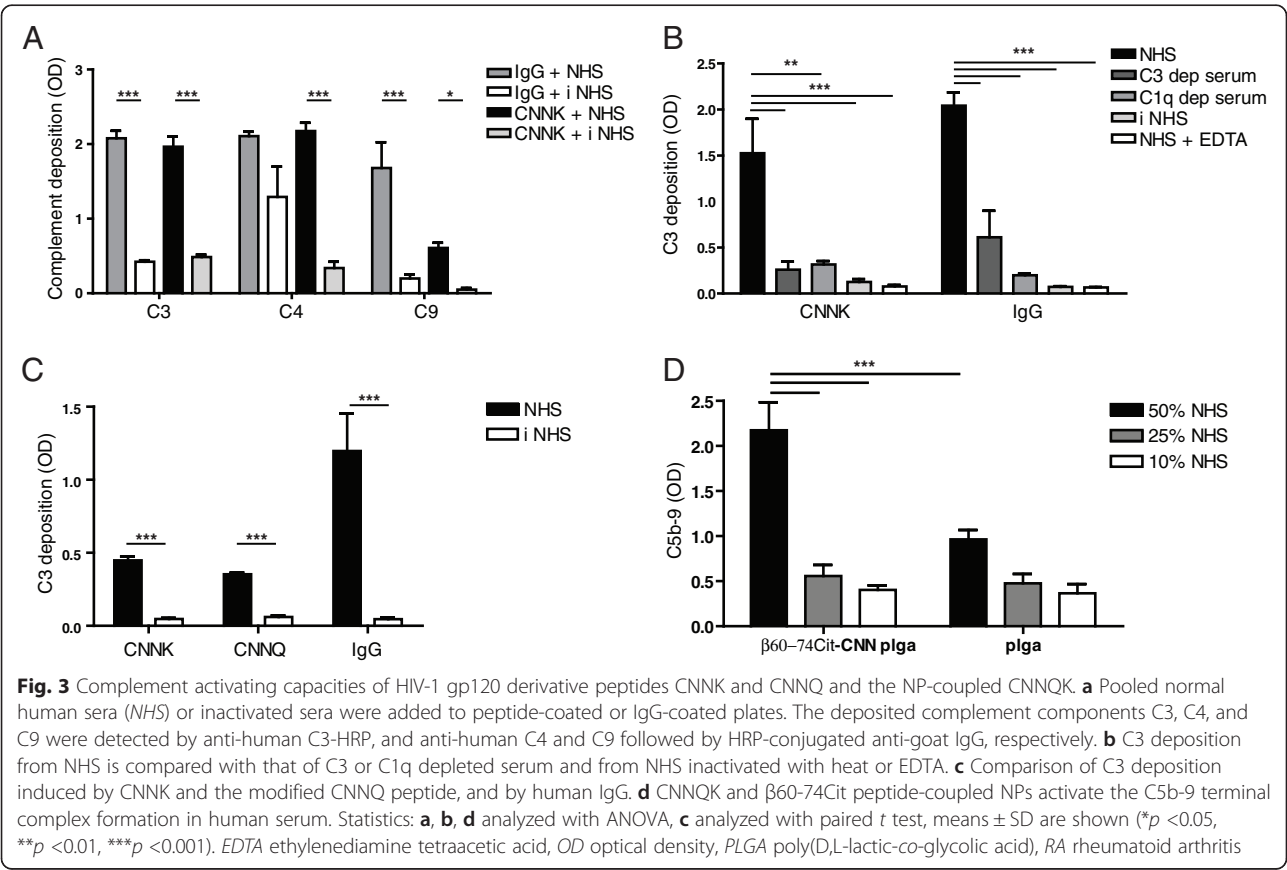 A
Complement deposition (OD)
3
2
1
0
*** *** *** *** *
C3 C4 C9
IgG + NHS
IgG + i NHS
CNNK + NHS
CNNK + i NHS
B
C3 deposition (OD)
2.5
2.0
1.5
1.0
0.5
0.0
**
***
***
CNNK IgG
NHS
C3 dep serum
C1q dep serum
i NHS
NHS + EDTA
C
C3 deposition (OD)
1.5
1.0
0.5
0.0
*** *** ***
CNNK CNNQ IgG
NHS
i NHS
D
C5b-9 (OD)
2.5
2.0
1.5
1.0
0.5
0.0
***
β60–74Cit-CNN plga plga
50% NHS
25% NHS
10% NHS
Fig. 3 Complement activating capacities of HIV-1 gp120 derivative peptides CNNK and CNNQ and the NP-coupled CNNQK. a Pooled normal
human sera (NHS) or inactivated sera were added to peptide-coated or IgG-coated plates. The deposited complement components C3, C4, and
C9 were detected by anti-human C3-HRP, and anti-human C4 and C9 followed by HRP-conjugated anti-goat IgG, respectively. b C3 deposition
from NHS is compared with that of C3 or C1q depleted serum and from NHS inactivated with heat or EDTA. c Comparison of C3 deposition
induced by CNNK and the modified CNNQ peptide, and by human IgG. d CNNQK and β60-74Cit peptide-coupled NPs activate the C5b-9 terminal
complex formation in human serum. Statistics: a, b, d analyzed with ANOVA, c analyzed with paired t test, means ± SD are shown (*p <0.05,
**p <0.01, ***p <0.001). EDTA ethylenediamine tetraacetic acid, OD optical density, PLGA poly(D,L-lactic-co-glycolic acid), RA rheumatoid arthritis